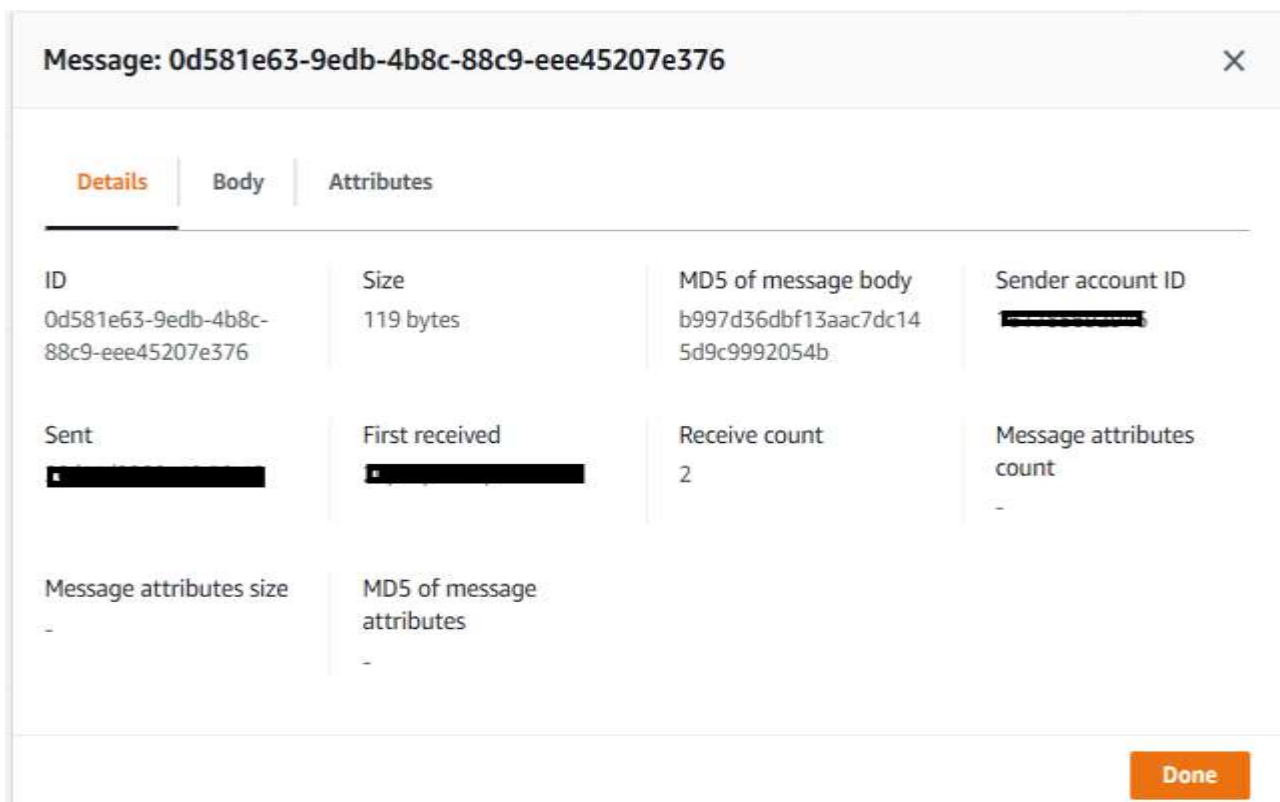 Message: 0d581e63-9edb-4b8c-88c9-eee45207e376
Details
Body
Attributes
ID
0d581e63-9edb-4b8c-
88c9-eee45207e376
Size
119 bytes
MD5 of message body
b997d36dbf13aac7dc14
5d9c9992054b
Sender account ID
Sent
First received
Receive count
2
Message attributes
count
-
Message attributes size
-
MD5 of message
attributes
-
Done